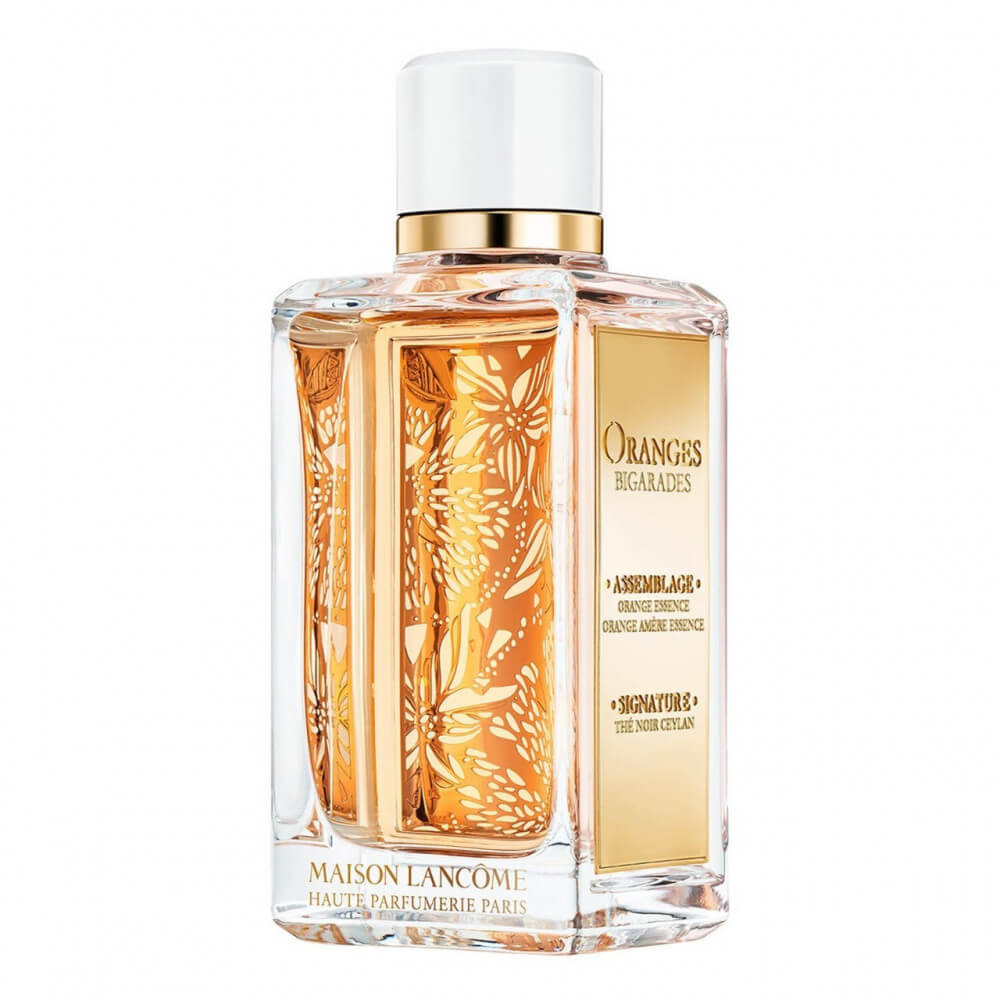 ORANGES
BIGARADES
• ASSEMBLAGE •
ORANGE ESSENCE
ORANGE AMÈRE ESSENCE
• SIGNATURE •
THÉ NOIR CEYLAN
MAISON LANCÔME
HAUTE PARFUMERIE PARIS